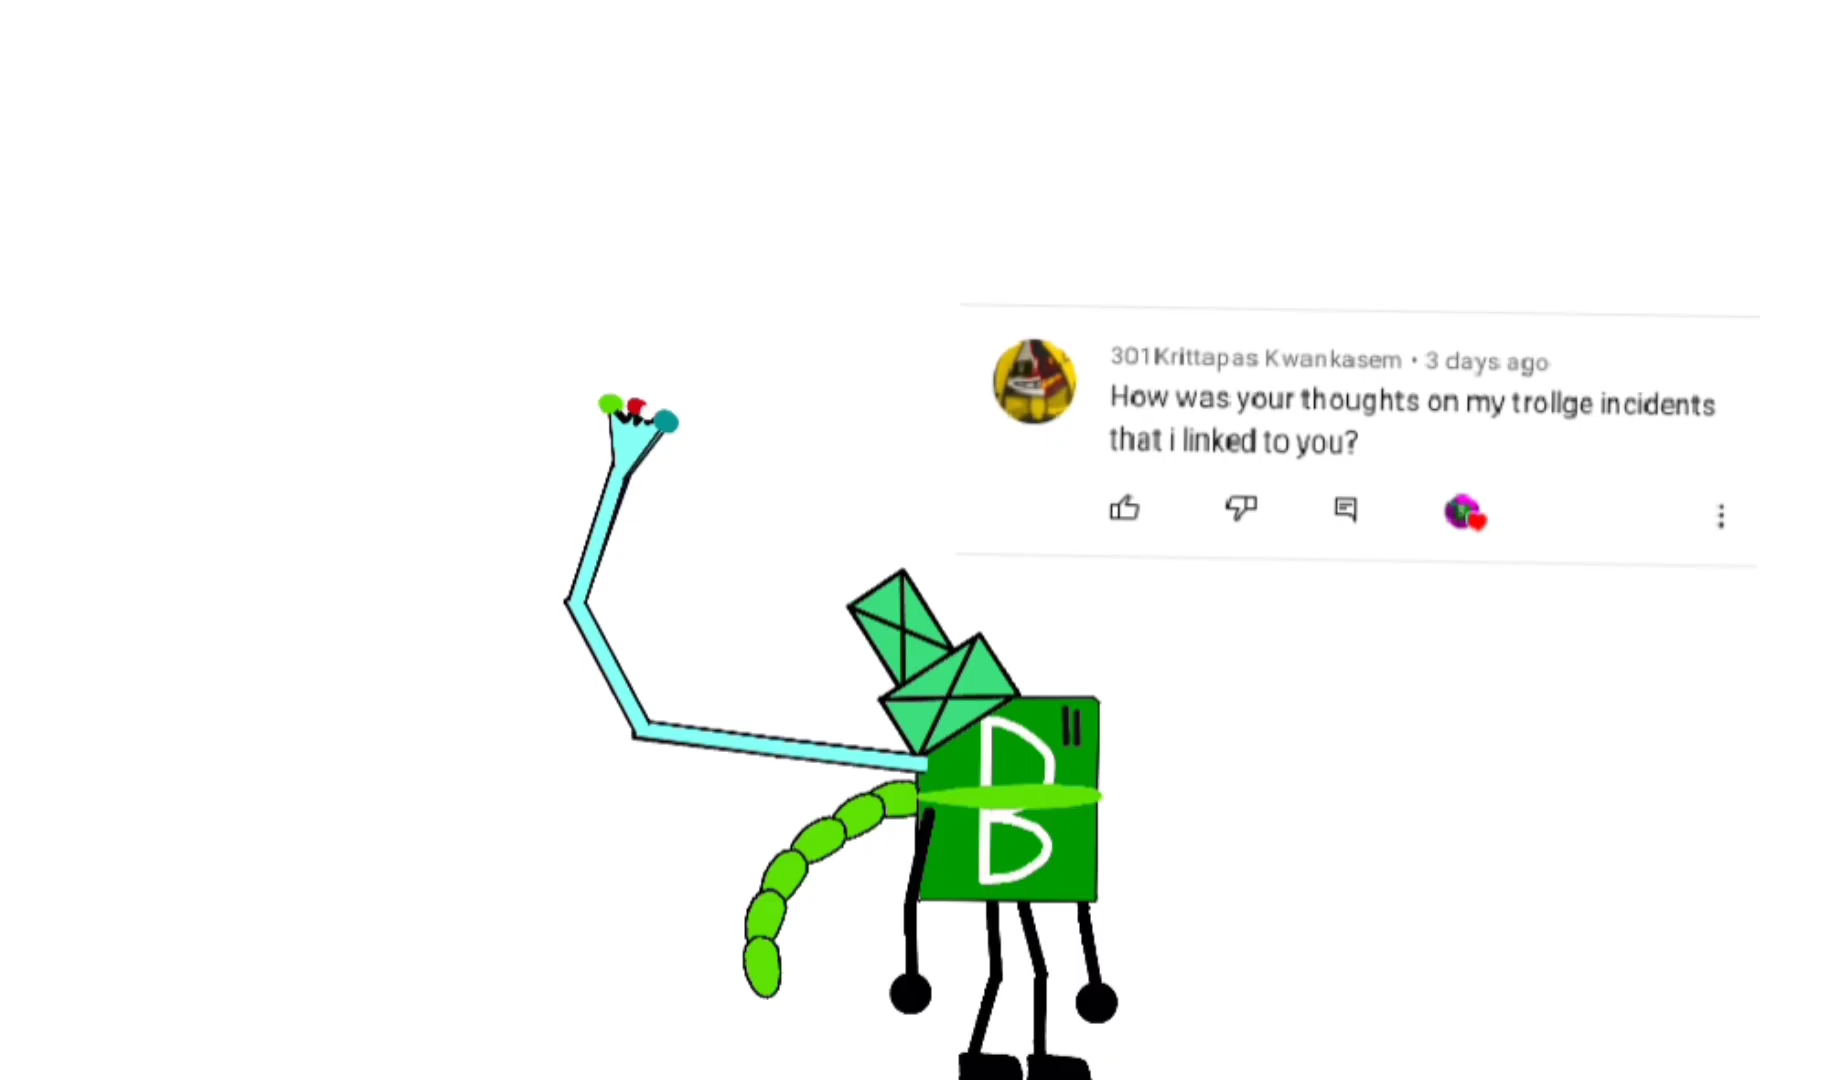 301Krittapas Kwankasem • 3 days ago
How was your thoughts on my trollge incidents
that i linked to you?
B